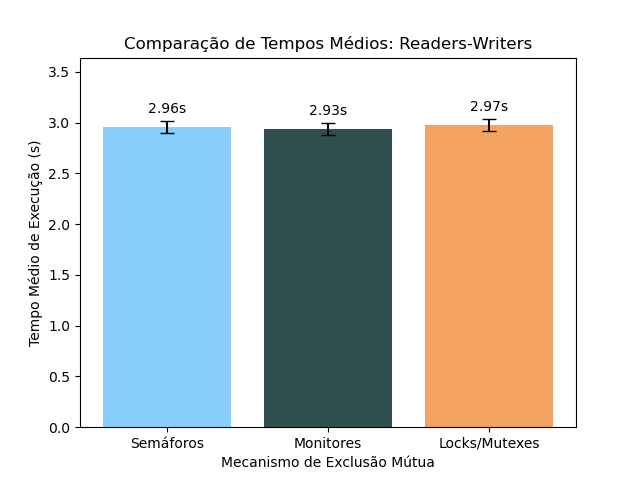 Comparação de Tempos Médios: Readers-Writers
Tempo Médio de Execução (s)
3.5
3.0
2.5
2.0
1.5
1.0
0.5
0.0
2.96s
2.93s
2.97s
Semáforos
Monitores
Locks/Mutexes
Mecanismo de Exclusão Mútua